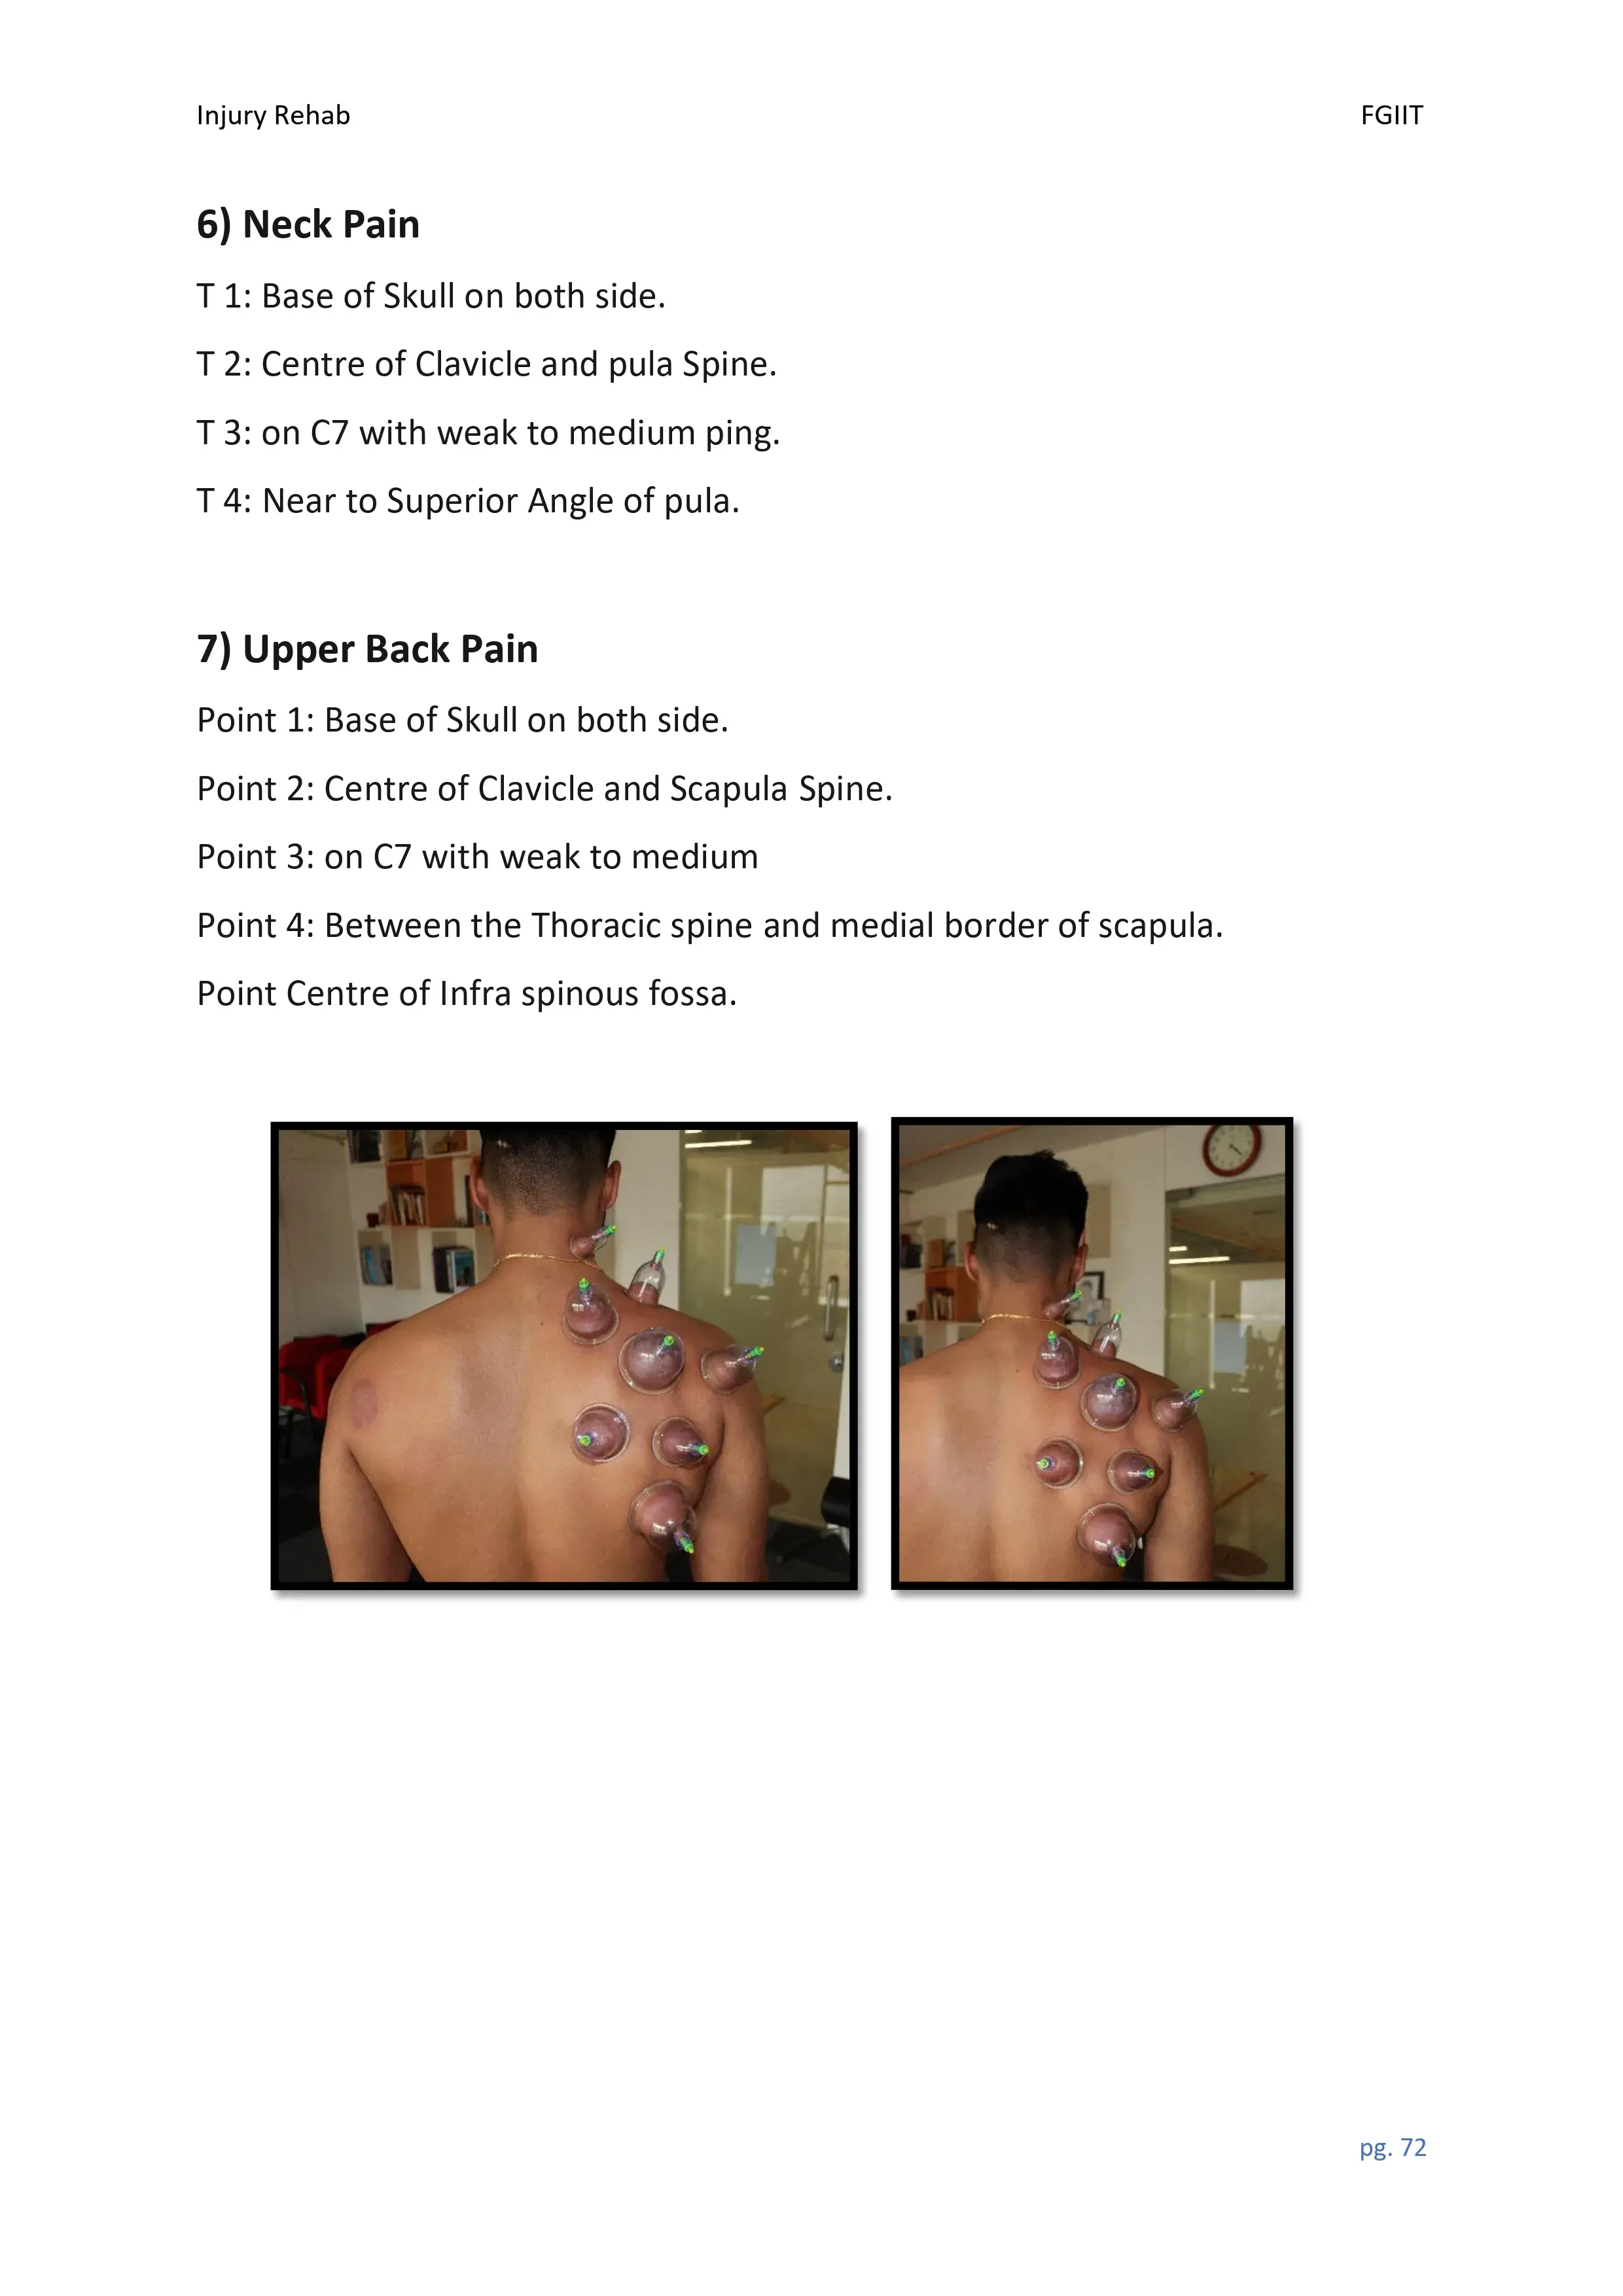 Injury Rehab FGIIT
6) Neck Pain
T 1: Base of Skull on both side.
T 2: Centre of Clavicle and pula Spine.
T 3: on C7 with weak to medium ping.
T 4: Near to Superior Angle of pula.
7) Upper Back Pain
Point 1: Base of Skull on both side.
Point 2: Centre of Clavicle and Scapula Spine.
Point 3: on C7 with weak to medium
Point 4: Between the Thoracic spine and medial border of scapula.
Point Centre of Infra spinous fossa.
pg. 72